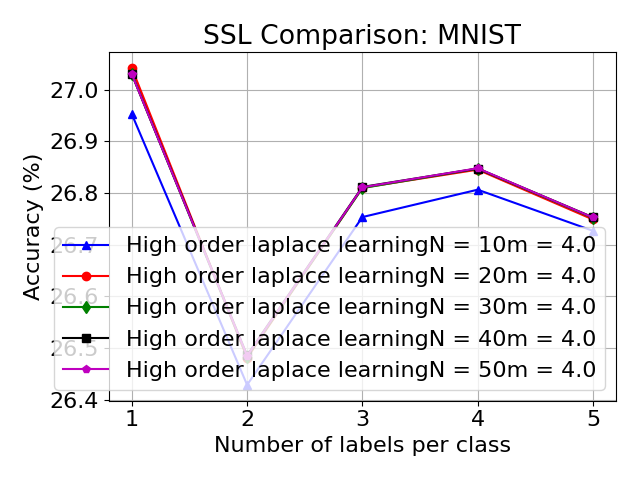 SSL Comparison: MNIST
Accuracy (%)
27.0
26.9
26.8
26.7
26.6
26.5
26.4
High order laplace learningN = 10m = 4.0
High order laplace learningN = 20m = 4.0
High order laplace learningN = 30m = 4.0
High order laplace learningN = 40m = 4.0
High order laplace learningN = 50m = 4.0
1 2 3 4 5
Number of labels per class